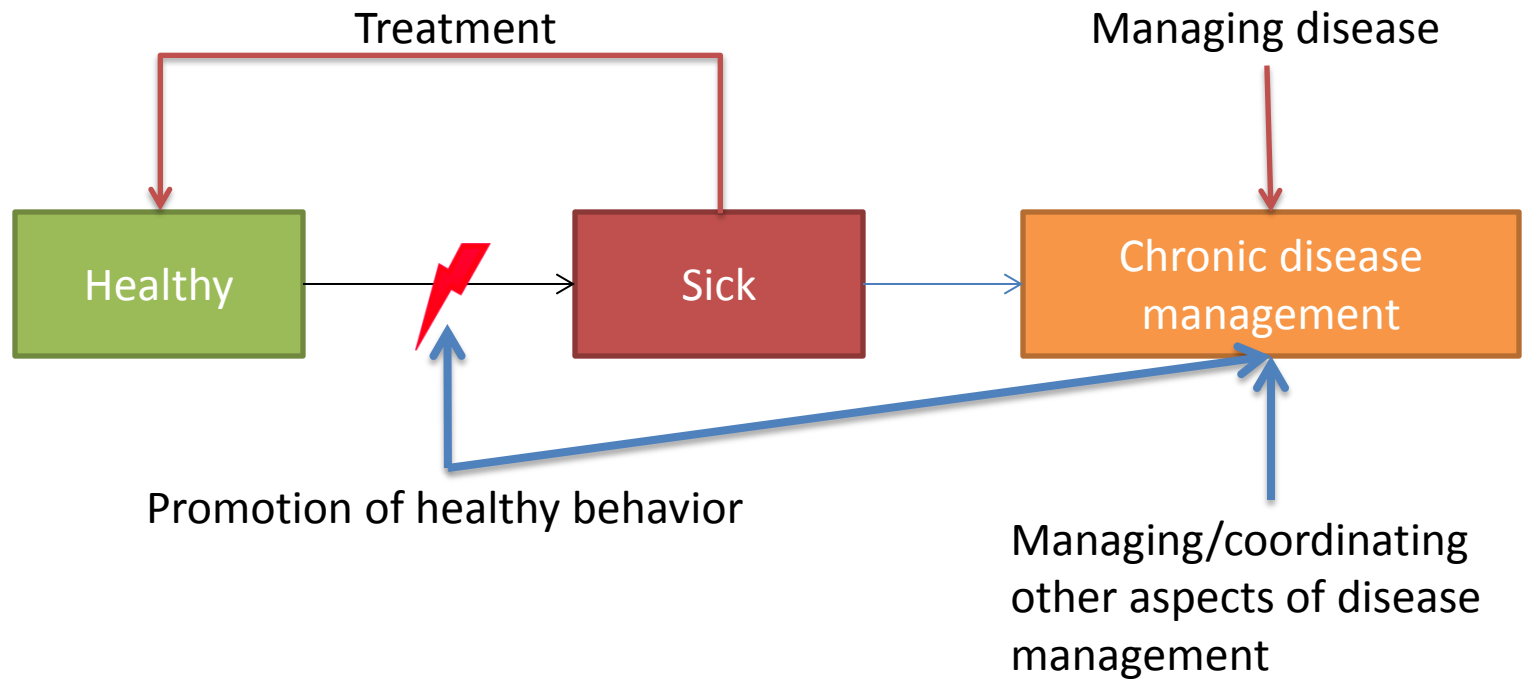 Treatment
Managing disease
Healthy
Sick
Chronic disease
management
Promotion of healthy behavior
Managing/coordinating
other aspects of disease
management